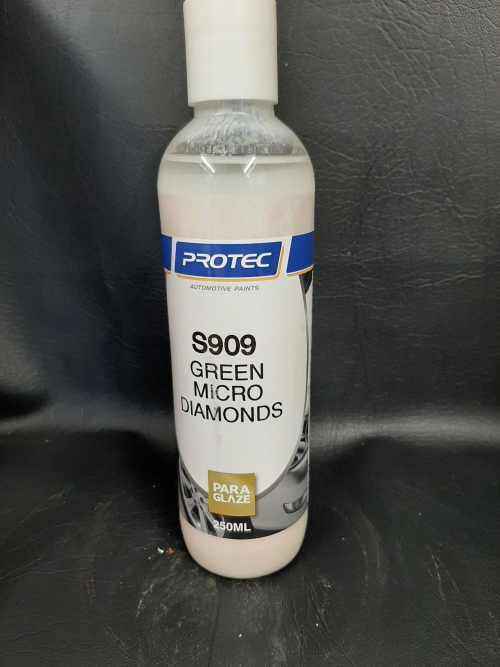 PROTEC
AUTOMOTIVE PAINTS
S909
GREEN
MICRO
DIAMONDS
PARA
GLAZE
250ML